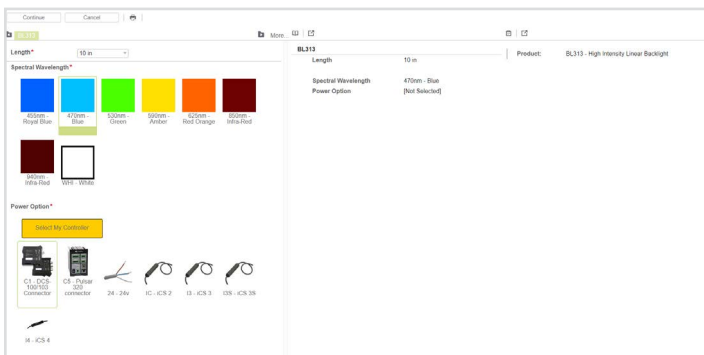 Continue
Cancel
BL313
More
Length*
10 in
Spectral Wavelength*
455nm -
Royal Blue
470nm -
Blue
530nm -
Green
590nm -
Amber
625nm -
Red Orange
850nm -
Infra-Red
940nm -
Infra-Red
WHI - White
Power Option*
Select My Controller
C1 - DCS-
100/103
Connector
C5 - Pulsar
320
connector
24 - 24v
IC - iCS 2
I3 - iCS 3
I3S - iCS 3S
I4 - iCS 4
BL313
Length 10 in
Spectral Wavelength 470nm - Blue
Power Option [Not Selected]
Product: BL313 - High Intensity Linear Backlight